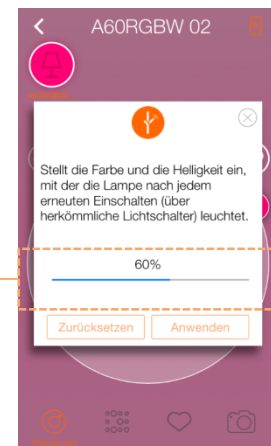 A60RGBW 02
Stellt die Farbe und die Helligkeit ein,
mit der die Lampe nach jedem
erneuten Einschalten (über
herkömmliche Lichtschalter) leuchtet.
60%
Zurücksetzen
Anwenden